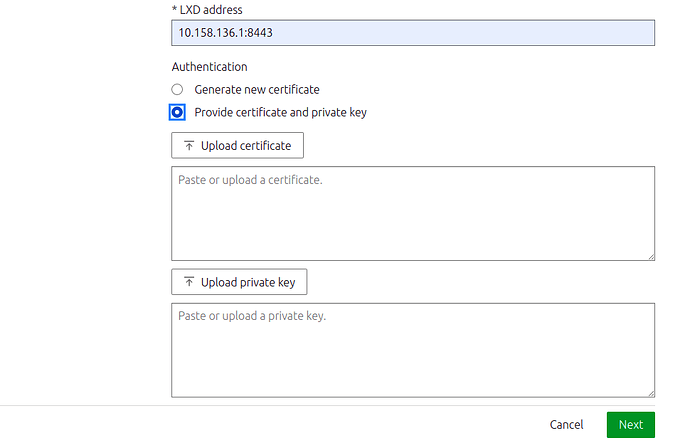 * LXD address
10.158.136.1:8443
Authentication
Generate new certificate
Provide certificate and private key
Upload certificate
Paste or upload a certificate.
Upload private key
Paste or upload a private key.
Cancel Next